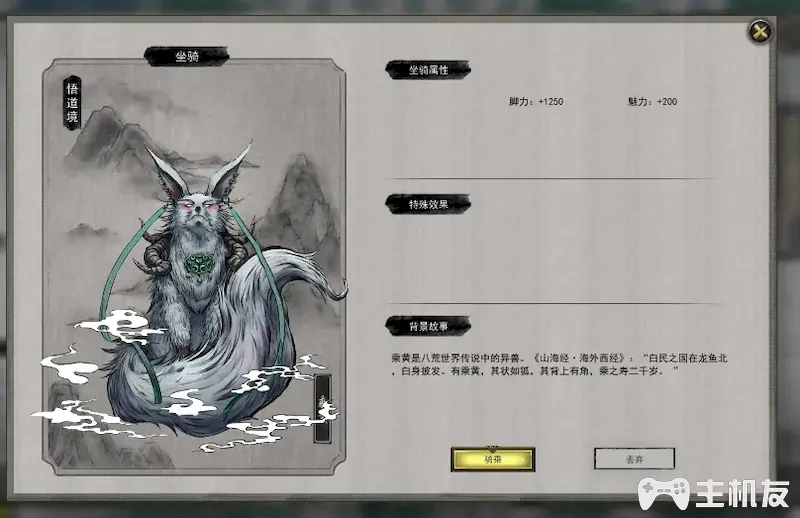 坐骑
悟道境
坐骑属性
脚力：+1250
魅力：+200
特殊效果
背景故事
乘黄是八荒世界传说中的异兽。《山海经·海外西经》：“白民之国在龙鱼北
，白身披发。有乘黄，其状如狐，其背上有角，乘之寿二千岁。”
骑乘
丢弃
主机友